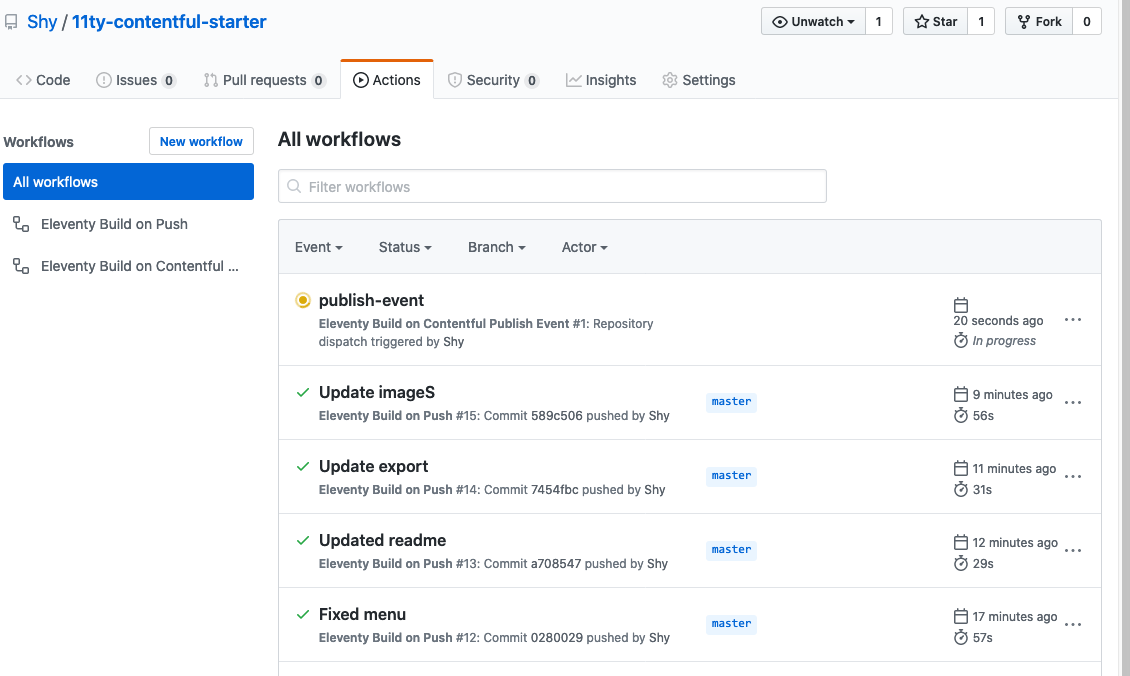 Shy / 11ty-contentful-starter
Unwatch 1
Star 1
Fork 0
Code
Issues 0
Pull requests 0
Actions
Security 0
Insights
Settings
Workflows
New workflow
All workflows
Eleventy Build on Push
Eleventy Build on Contentful ...
All workflows
Filter workflows
Event
Status
Branch
Actor
publish-event
Eleventy Build on Contentful Publish Event #1: Repository
dispatch triggered by Shy
20 seconds ago
In progress
Update imageS
Eleventy Build on Push #15: Commit 589c506 pushed by Shy
master
9 minutes ago
56s
Update export
Eleventy Build on Push #14: Commit 7454fbc pushed by Shy
master
11 minutes ago
31s
Updated readme
Eleventy Build on Push #13: Commit a708547 pushed by Shy
master
12 minutes ago
29s
Fixed menu
Eleventy Build on Push #12: Commit 0280029 pushed by Shy
master
17 minutes ago
57s